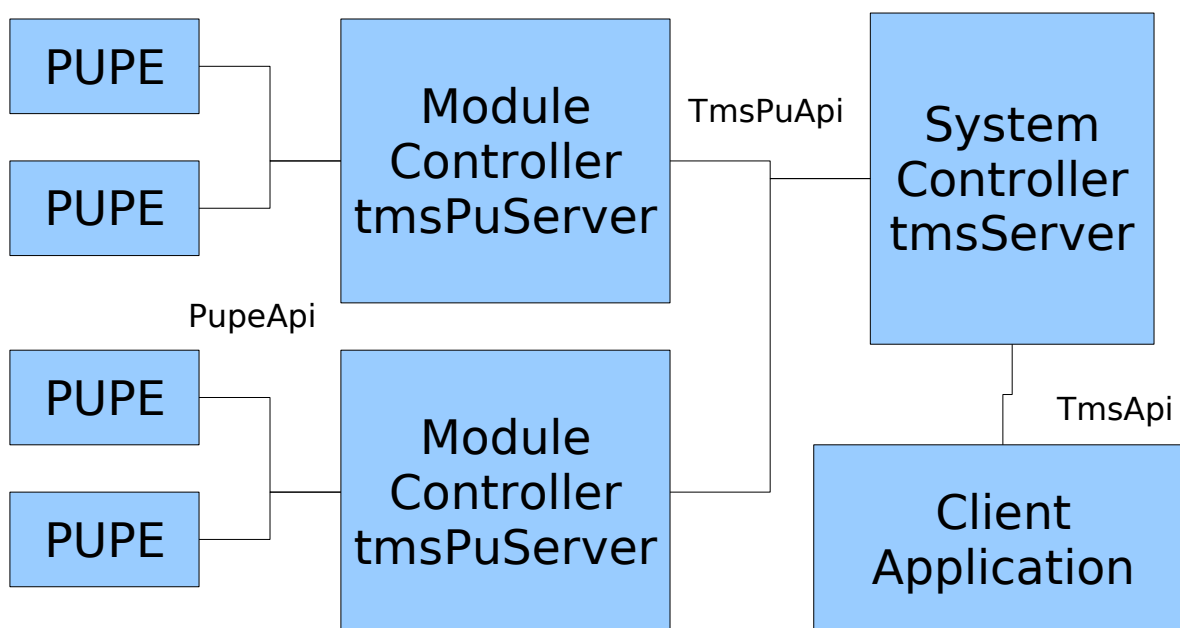 PUPE
PUPE
Module
Controller
tmsPuServer
TmsPuApi
System
Controller
tmsServer
PupeApi
PUPE
PUPE
Module
Controller
tmsPuServer
TmsApi
Client
Application